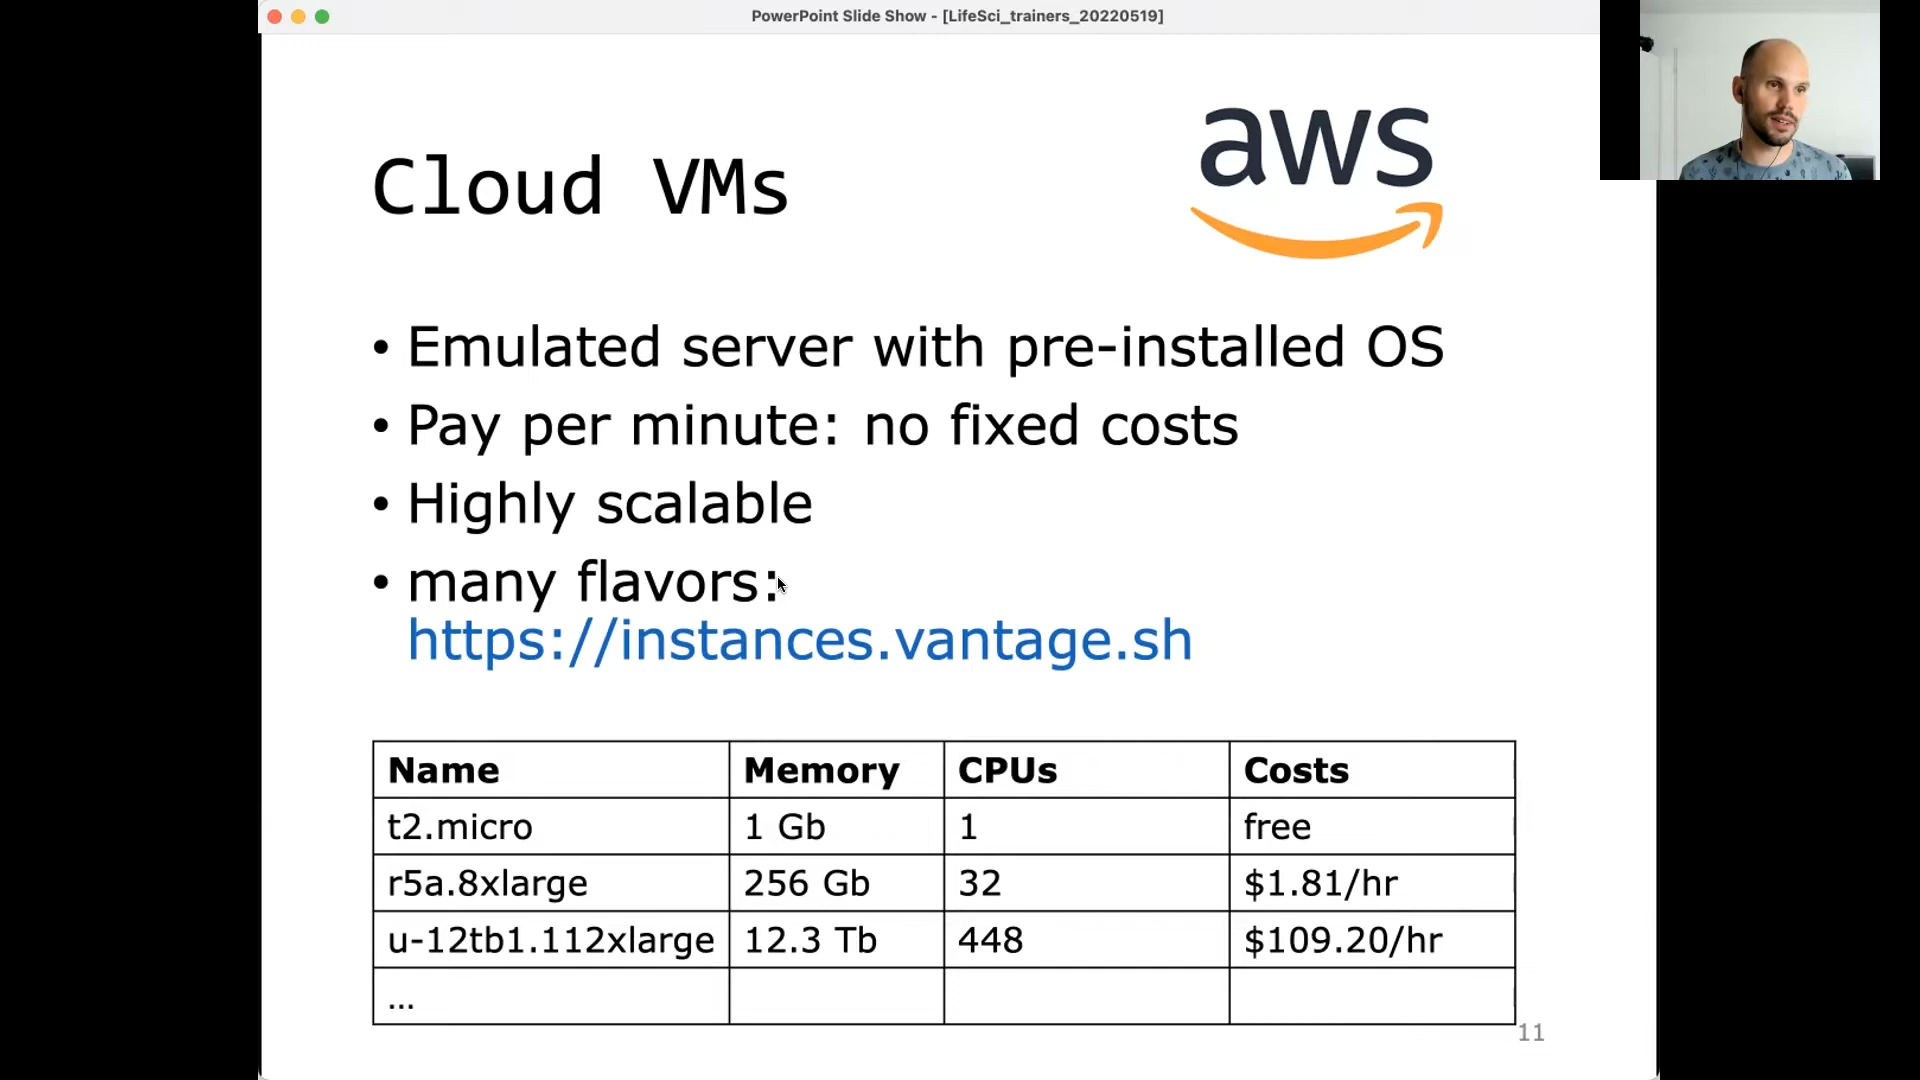 PowerPoint Slide Show - [LifeSci_trainers_20220519]
aws
Cloud VMs
• Emulated server with pre-installed OS
• Pay per minute: no fixed costs
• Highly scalable
• many flavors:
https://instances.vantage.sh
Name Memory CPUs Costs
t2.micro 1 Gb 1 free
r5a.8xlarge 256 Gb 32 $1.81/hr
u-12tb1.112xlarge 12.3 Tb 448 $109.20/hr
...
11